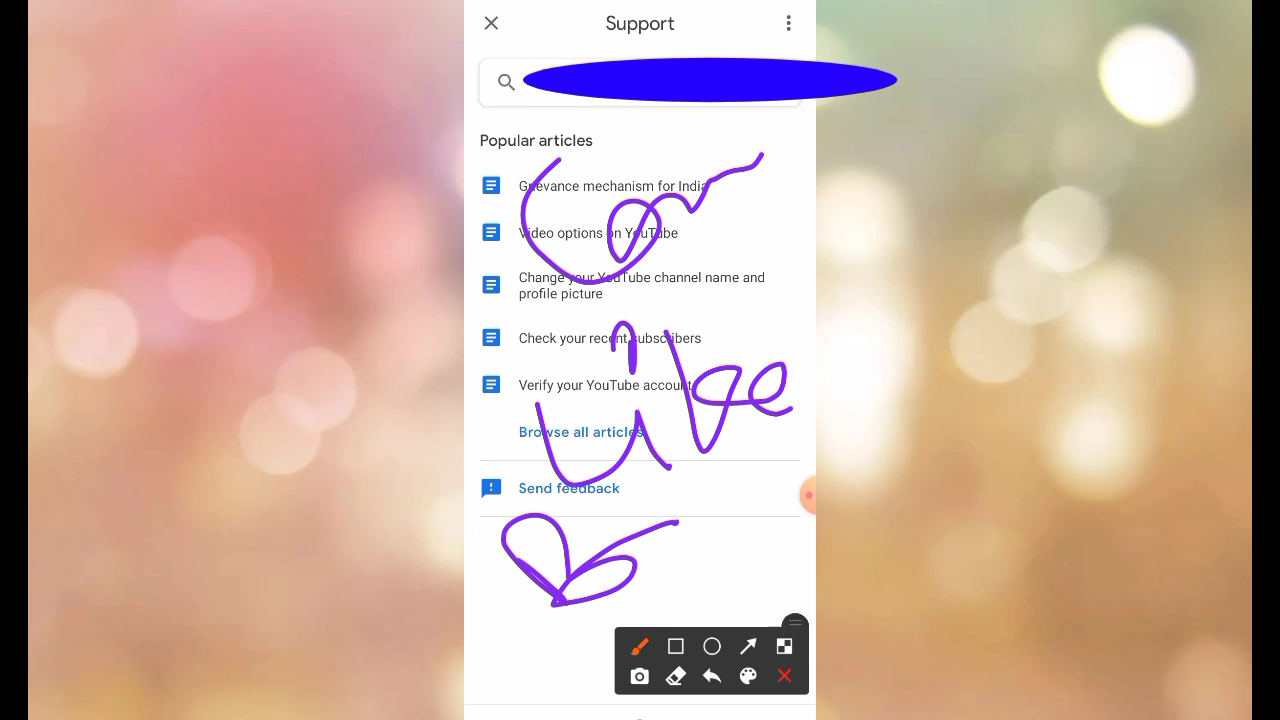 Support
Popular articles
Grievance mechanism for India
Video options on YouTube
Change your YouTube channel name and
profile picture
Check your recent subscribers
Verify your YouTube account
Browse all articles
Send feedback